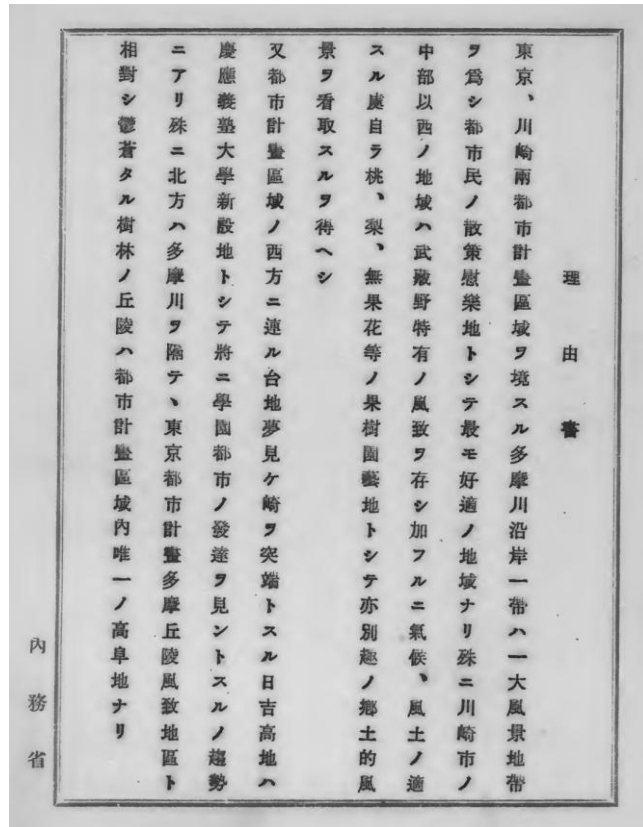 理由書
東京、川崎兩都市計畫區域ヲ境スル多摩川沿岸一帶ハ一大風景地帶
ヲ爲シ都市民ノ散策慰樂地トシテ最モ好適ノ地域ナリ殊ニ川崎市ノ
中部以西ノ地域ハ武蔵野特有ノ風致ヲ存シ加フルニ氣候、風土ノ適
スル處自ラ桃、梨、無果花等ノ果樹園藝地トシテ亦別趣ノ鄕土的風
景ヲ看取スルヲ得ヘシ
又都市計畫區域ノ西方ニ連ル台地夢見ケ崎ヲ突端トスル日吉高地ハ
慶應義塾大學新設地トシテ將ニ學園都市ノ發達ヲ見ントスルノ趨勢
ニアリ殊ニ北方ハ多摩川ヲ隔テヽ東京都市計畫多摩丘陵風致地區ト
相對シ鬱蒼タル樹林ノ丘陵ハ都市計畫區域內唯一ノ高阜地ナリ
內務省